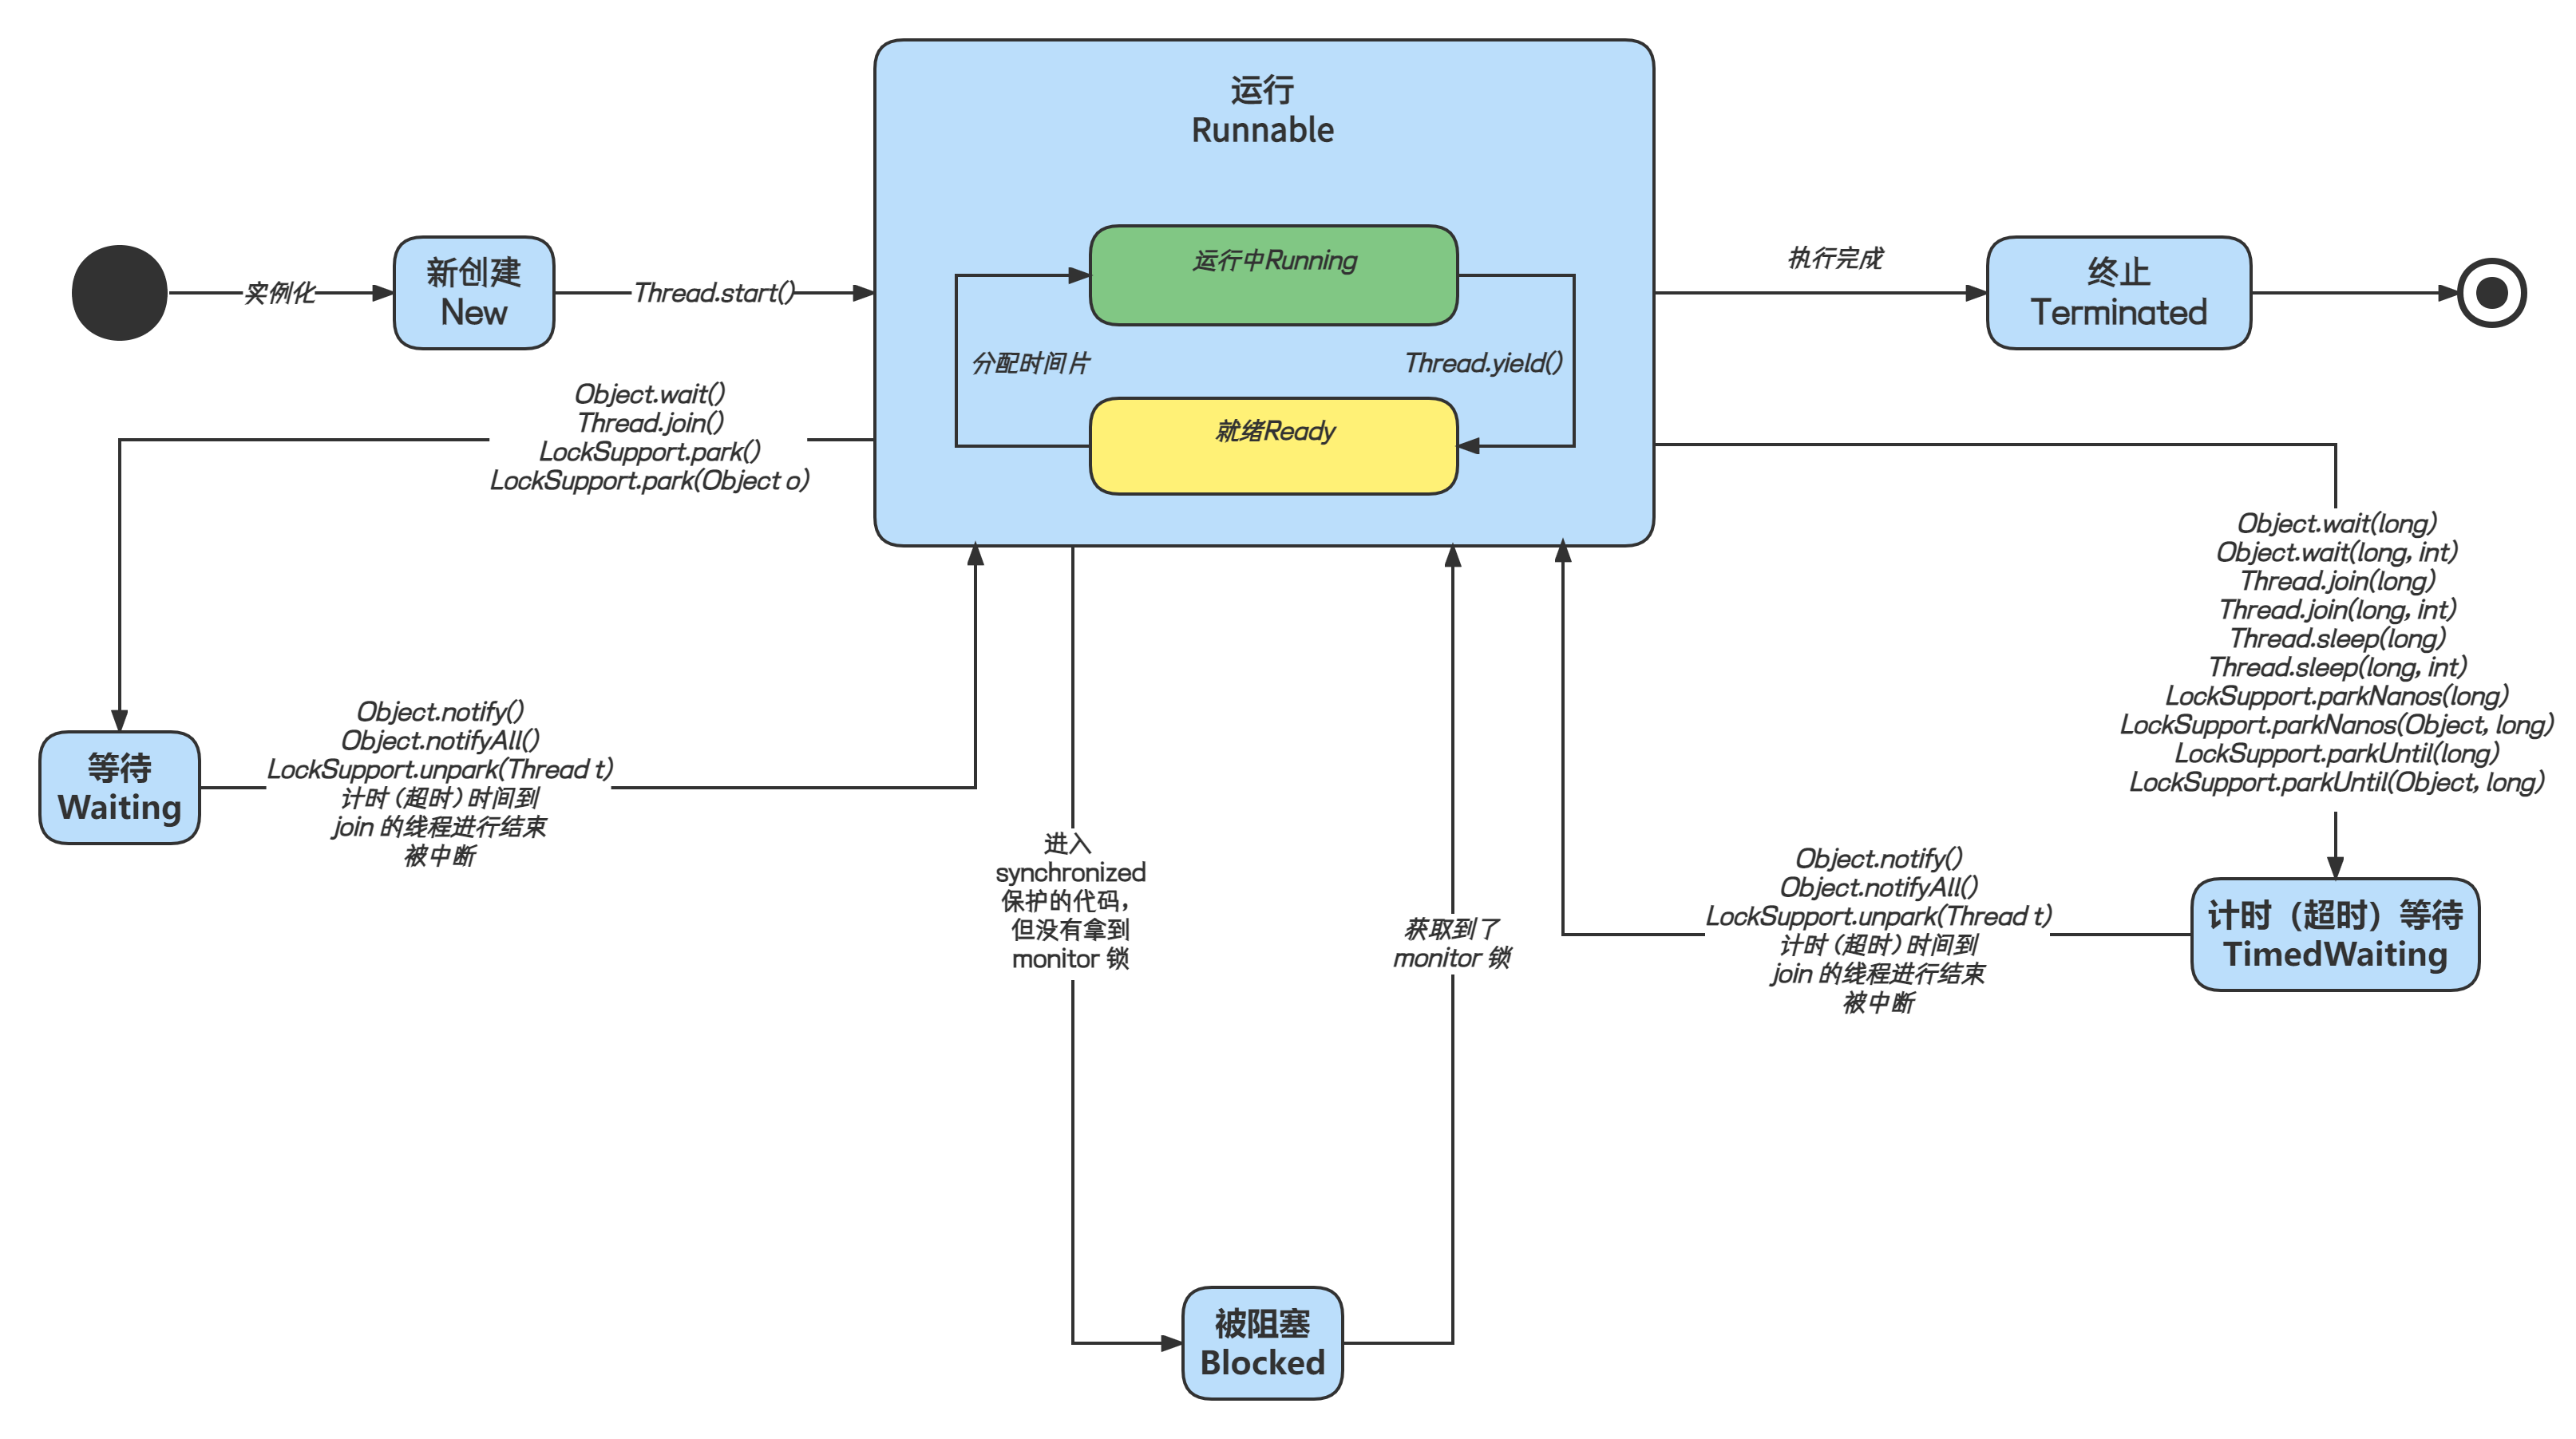 运行
Runnable
运行中Running
实例化
新创建
New
Thread.start()
执行完成
终止
Terminated
分配时间片
Thread.yield()
就绪Ready
Object.wait()
Thread.join()
LockSupport.park()
LockSupport.park(Object o)
Object.wait(long)
Object.wait(long, int)
Thread.join(long)
Thread.join(long, int)
Thread.sleep(long)
Thread.sleep(long, int)
LockSupport.parkNanos(long)
LockSupport.parkNanos(Object, long)
LockSupport.parkUntil(long)
LockSupport.parkUntil(Object, long)
等待
Waiting
Object.notify()
Object.notifyAll()
LockSupport.unpark(Thread t)
计时（超时）时间到
join 的线程进行结束
被中断
进入
synchronized
保护的代码，
但没有拿到
monitor 锁
获取到了
monitor 锁
Object.notify()
Object.notifyAll()
LockSupport.unpark(Thread t)
计时（超时）时间到
join 的线程进行结束
被中断
计时（超时）等待
TimedWaiting
被阻塞
Blocked